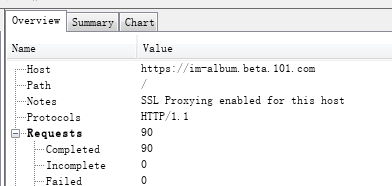 Overview Summary Chart
Name Value
Host https://im-album.beta.101.com
Path /
Notes SSL Proxying enabled for this host
Protocols HTTP/1.1
Requests 90
Completed 90
Incomplete 0
Failed 0